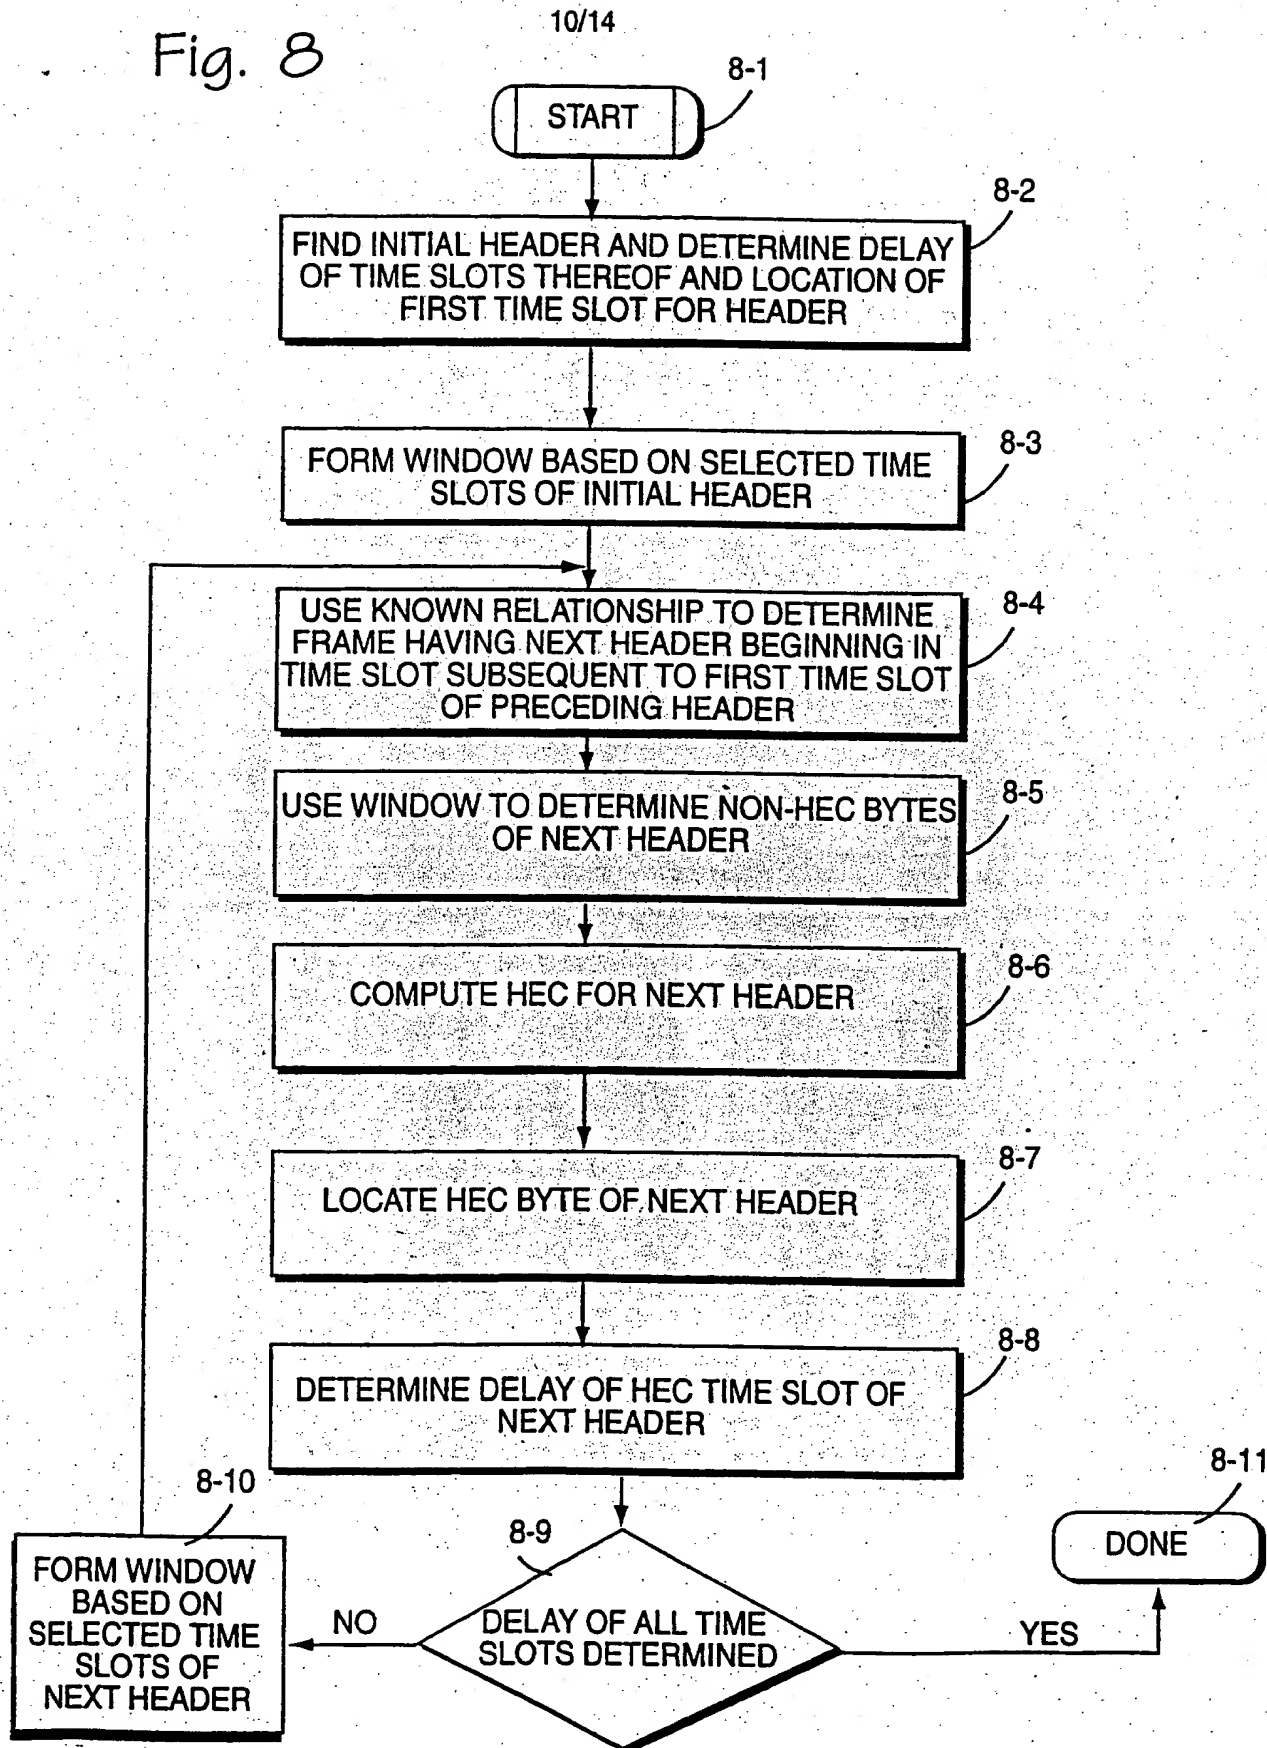 10/14
Fig. 8
8-1
START
8-2
FIND INITIAL HEADER AND DETERMINE DELAY
OF TIME SLOTS THEREOF AND LOCATION OF
FIRST TIME SLOT FOR HEADER
8-3
FORM WINDOW BASED ON SELECTED TIME
SLOTS OF INITIAL HEADER
8-4
USE KNOWN RELATIONSHIP TO DETERMINE
FRAME HAVING NEXT HEADER BEGINNING IN
TIME SLOT SUBSEQUENT TO FIRST TIME SLOT
OF PRECEDING HEADER
8-5
USE WINDOW TO DETERMINE NON-HEC BYTES
OF NEXT HEADER
8-6
COMPUTE HEC FOR NEXT HEADER
8-7
LOCATE HEC BYTE OF NEXT HEADER
8-8
DETERMINE DELAY OF HEC TIME SLOT OF
NEXT HEADER
8-9
DELAY OF ALL TIME
SLOTS DETERMINED
NO
8-10
FORM WINDOW
BASED ON
SELECTED TIME
SLOTS OF
NEXT HEADER
YES
8-11
DONE